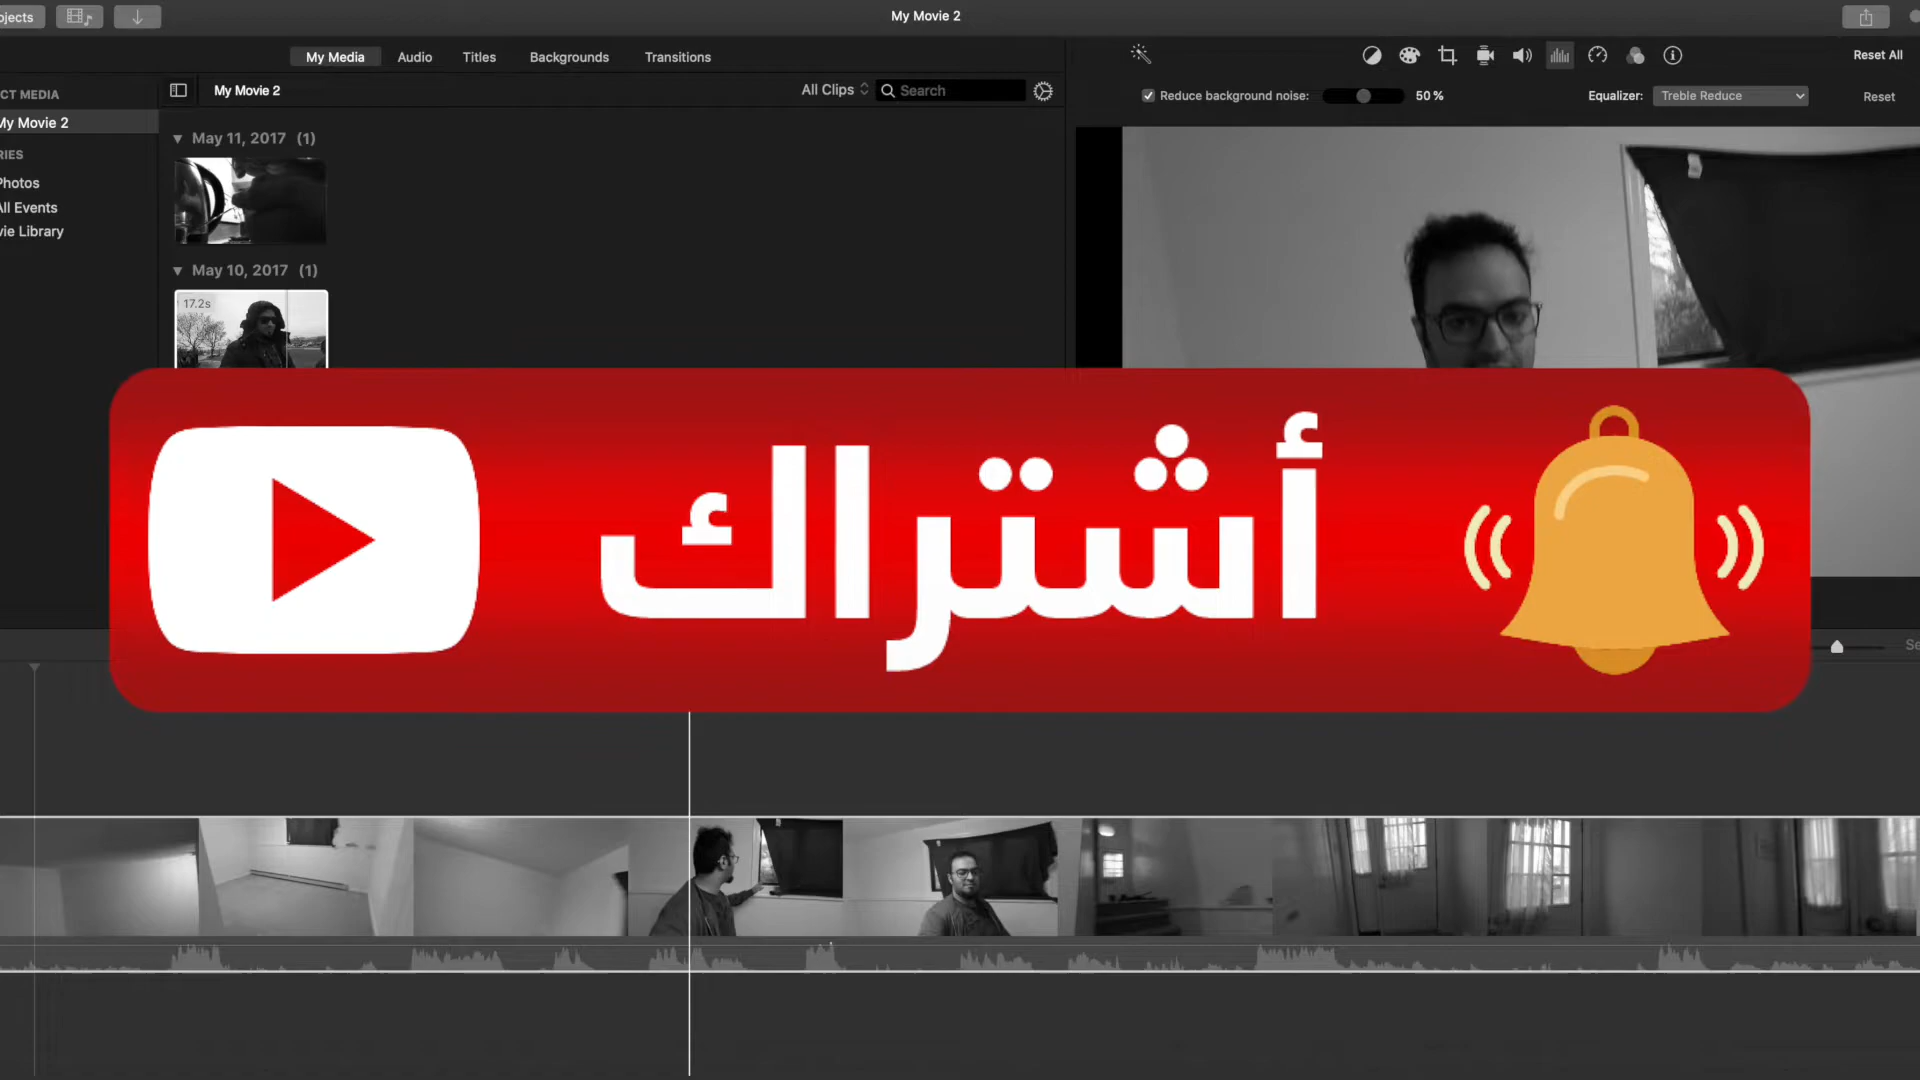 ojects
My Movie 2
My Media Audio Titles Backgrounds Transitions
Reset All
CT MEDIA
My Movie 2
All Clips
Search
Reduce background noise: 50 %
Equalizer: Treble Reduce
Reset
My Movie 2
RIES
Photos
All Events
vie Library
May 11, 2017 (1)
May 10, 2017 (1)
17.2s
أشتراك
Se